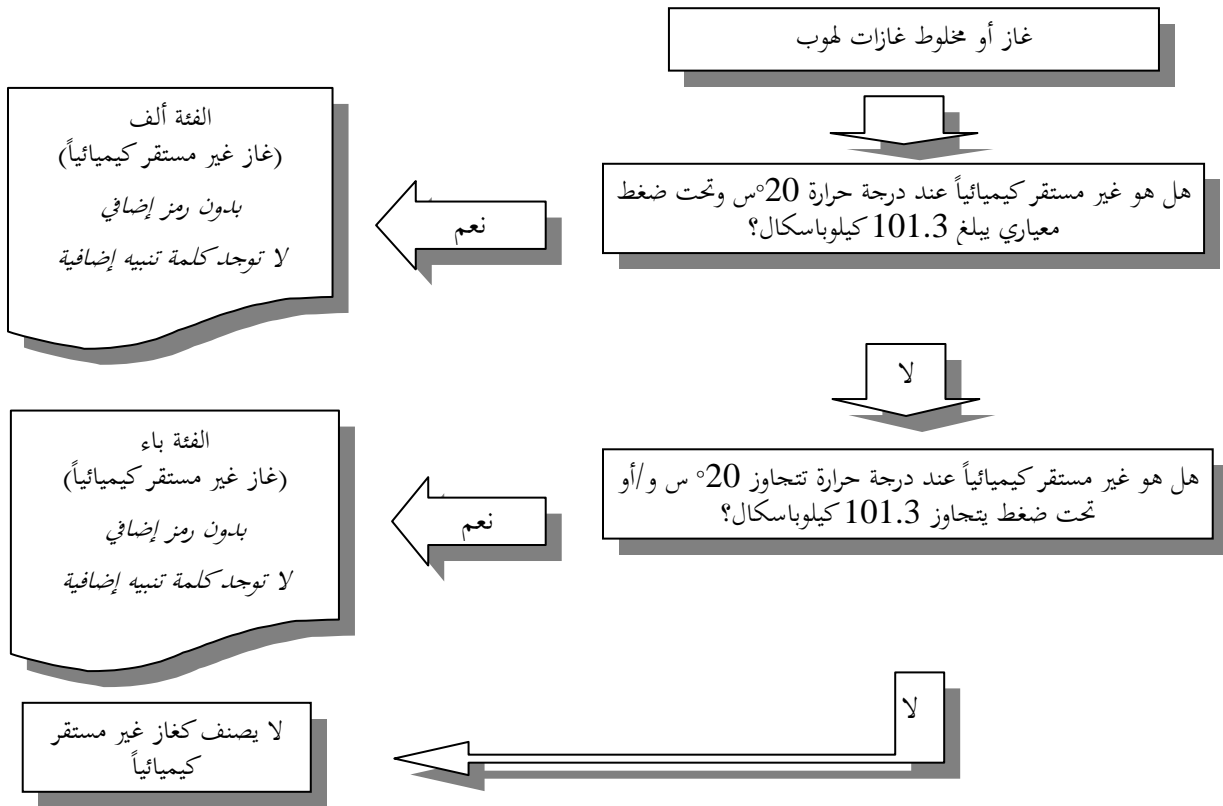 غاز أو مخلوط غازات لهوب
هل هو غير مستقر كيميائياً عند درجة حرارة 20°س وتحت ضغط
معياري يبلغ 101.3 كيلوباسكال؟
نعم
الفئة ألف
(غاز غير مستقر كيميائياً)
بدون رمز إضافي
لا توجد كلمة تنبيه إضافية
لا
هل هو غير مستقر كيميائياً عند درجة حرارة تتجاوز 20° س و/أو
تحت ضغط يتجاوز 101.3 كيلوباسكال؟
نعم
الفئة باء
(غاز غير مستقر كيميائياً)
بدون رمز إضافي
لا توجد كلمة تنبيه إضافية
لا
لا يصنف كغاز غير مستقر
كيميائياً